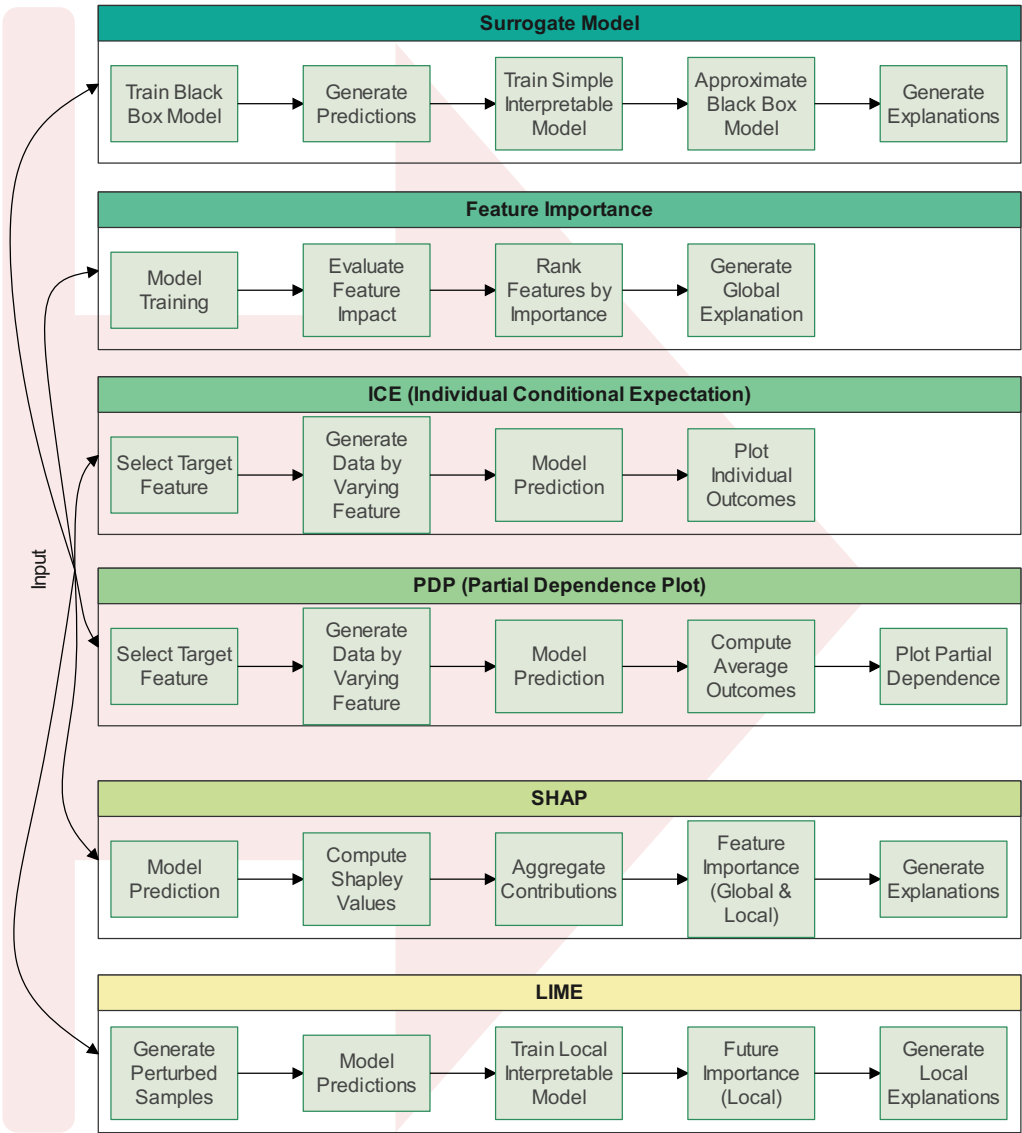 Surrogate Model
Train Black
Box Model
Generate
Predictions
Train Simple
Interpretable
Model
Approximate
Black Box
Model
Generate
Explanations
Feature Importance
Model
Training
Evaluate
Feature
Impact
Rank
Features by
Importance
Generate
Global
Explanation
ICE (Individual Conditional Expectation)
Select Target
Feature
Generate
Data by
Varying
Feature
Model
Prediction
Plot
Individual
Outcomes
Input
PDP (Partial Dependence Plot)
Select Target
Feature
Generate
Data by
Varying
Feature
Model
Prediction
Compute
Average
Outcomes
Plot Partial
Dependence
SHAP
Model
Prediction
Compute
Shapley
Values
Aggregate
Contributions
Feature
Importance
(Global &
Local)
Generate
Explanations
LIME
Generate
Perturbed
Samples
Model
Predictions
Train Local
Interpretable
Model
Future
Importance
(Local)
Generate
Local
Explanations